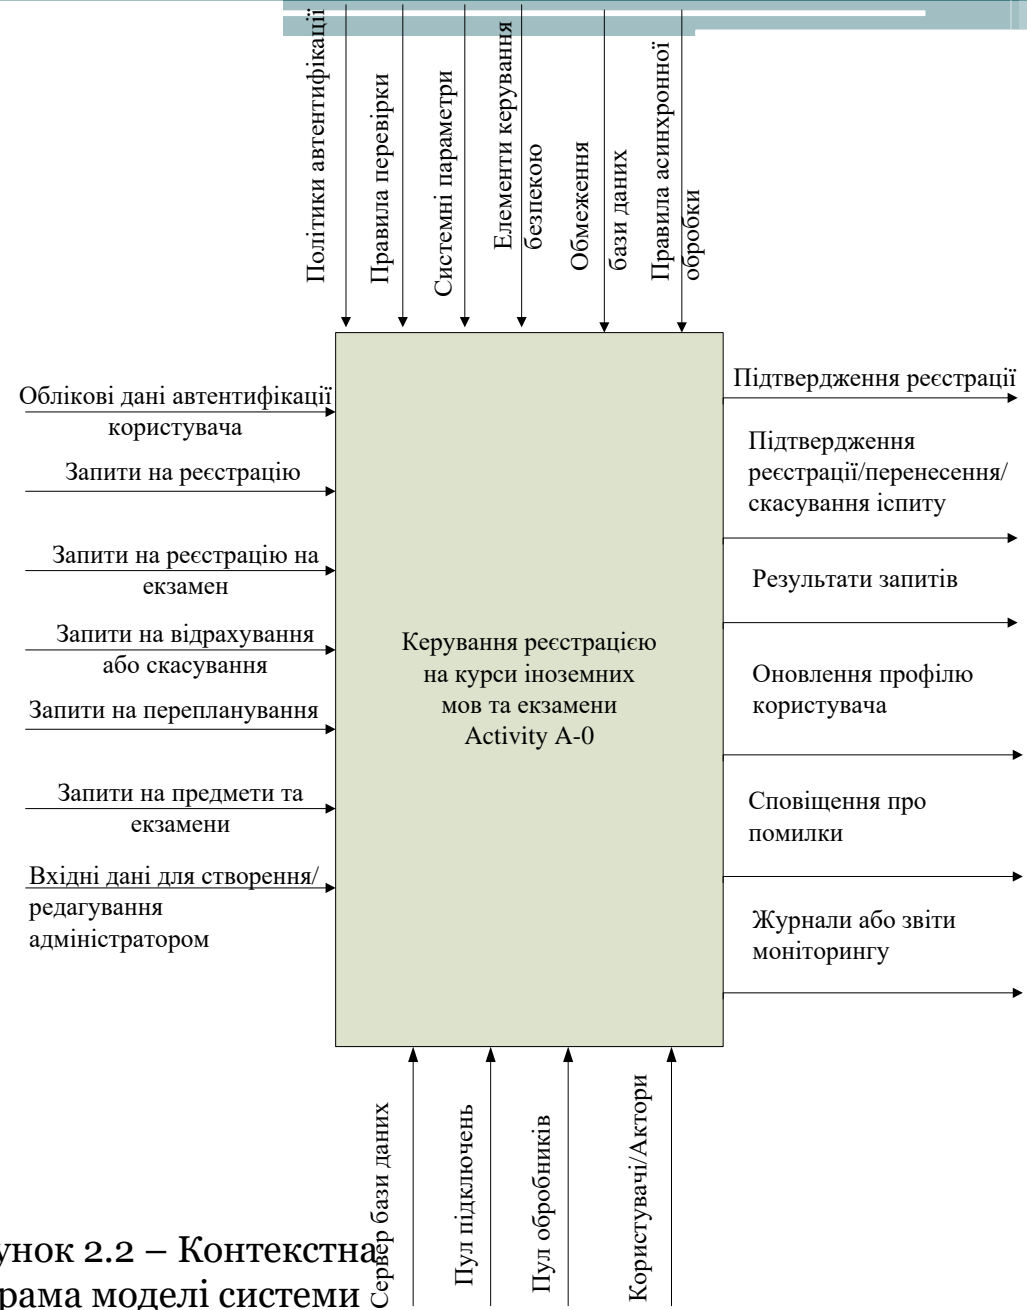 Політики автентифікації
Правила перевірки
Системні параметри
Елементи керування
безпекою
Обмеження
бази даних
Правила асинхронної
обробки
Облікові дані автентифікації
користувача
Запити на реєстрацію
Запити на реєстрацію на
екзамен
Запити на відрахування
або скасування
Запити на перепланування
Запити на предмети та
екзамени
Вхідні дані для створення/
редагування
адміністратором
Керування реєстрацією
на курси іноземних
мов та екзамени
Activity A-0
Підтвердження реєстрації
Підтвердження
реєстрації/перенесення/
скасування іспиту
Результати запитів
Оновлення профілю
користувача
Сповіщення про
помилки
Журнали або звіти
моніторингу
Сервер бази даних
Пул підключень
Пул обробників
Користувачі/Актори
унок 2.2 – Контекстна
рама моделі системи